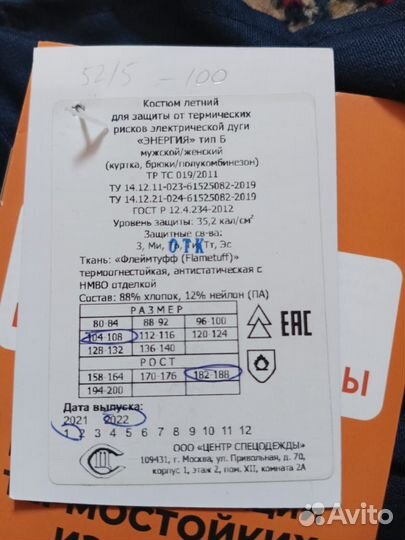 52/5 - 100
Костюм летний
для защиты от термических
рисков электрической дуги
«ЭНЕРГИЯ» тип Б
мужской/женский
(куртка, брюки/полукомбинезон)
ТР ТС 019/2011
ТУ 14.12.11-023-61525082-2019
ТУ 14.12.21-024-61525082-2019
ГОСТ Р 12.4.234-2012
Уровень защиты: 35,2 кал/см²
Защитные св-ва:
З, Ми, Тт, Эс
ОТК
Ткань: «Флеймтуфф (Flametuff)»
термоогнестойкая, антистатическая с
НМВО отделкой
Состав: 88% хлопок, 12% нейлон (ПА)
РАЗМЕР
80-84 88-92 96-100
104-108 112-116 120-124
128-132 136-140
РОСТ
158-164 170-176 182-188
194-200
EAC
Дата выпуска:
2021 2022
1 2 3 4 5 6 7 8 9 10 11 12
ООО «ЦЕНТР СПЕЦОДЕЖДЫ»
109431, г. Москва, ул. Привольная, д. 70,
корпус 1, этаж 2, пом. XII, комната 2А
Ы
ТЕРМОСТОЙКИХ
Avito